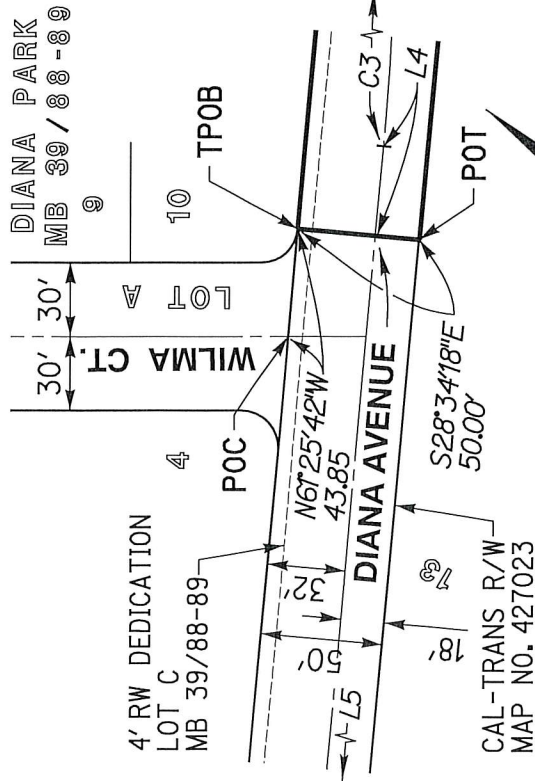 DIANA PARK
MB 39/88-89
9
10
TPOB
30'
30'
LOT A
WILMA CT.
4
POC
4' RW DEDICATION
LOT C
MB 39/88-89
N61°25'42"W
43.85
C3
L4
POT
S28°34'18"E
50.00'
DIANA AVENUE
32'
50'
18'
13
L5
CAL-TRANS R/W
MAP NO. 427023